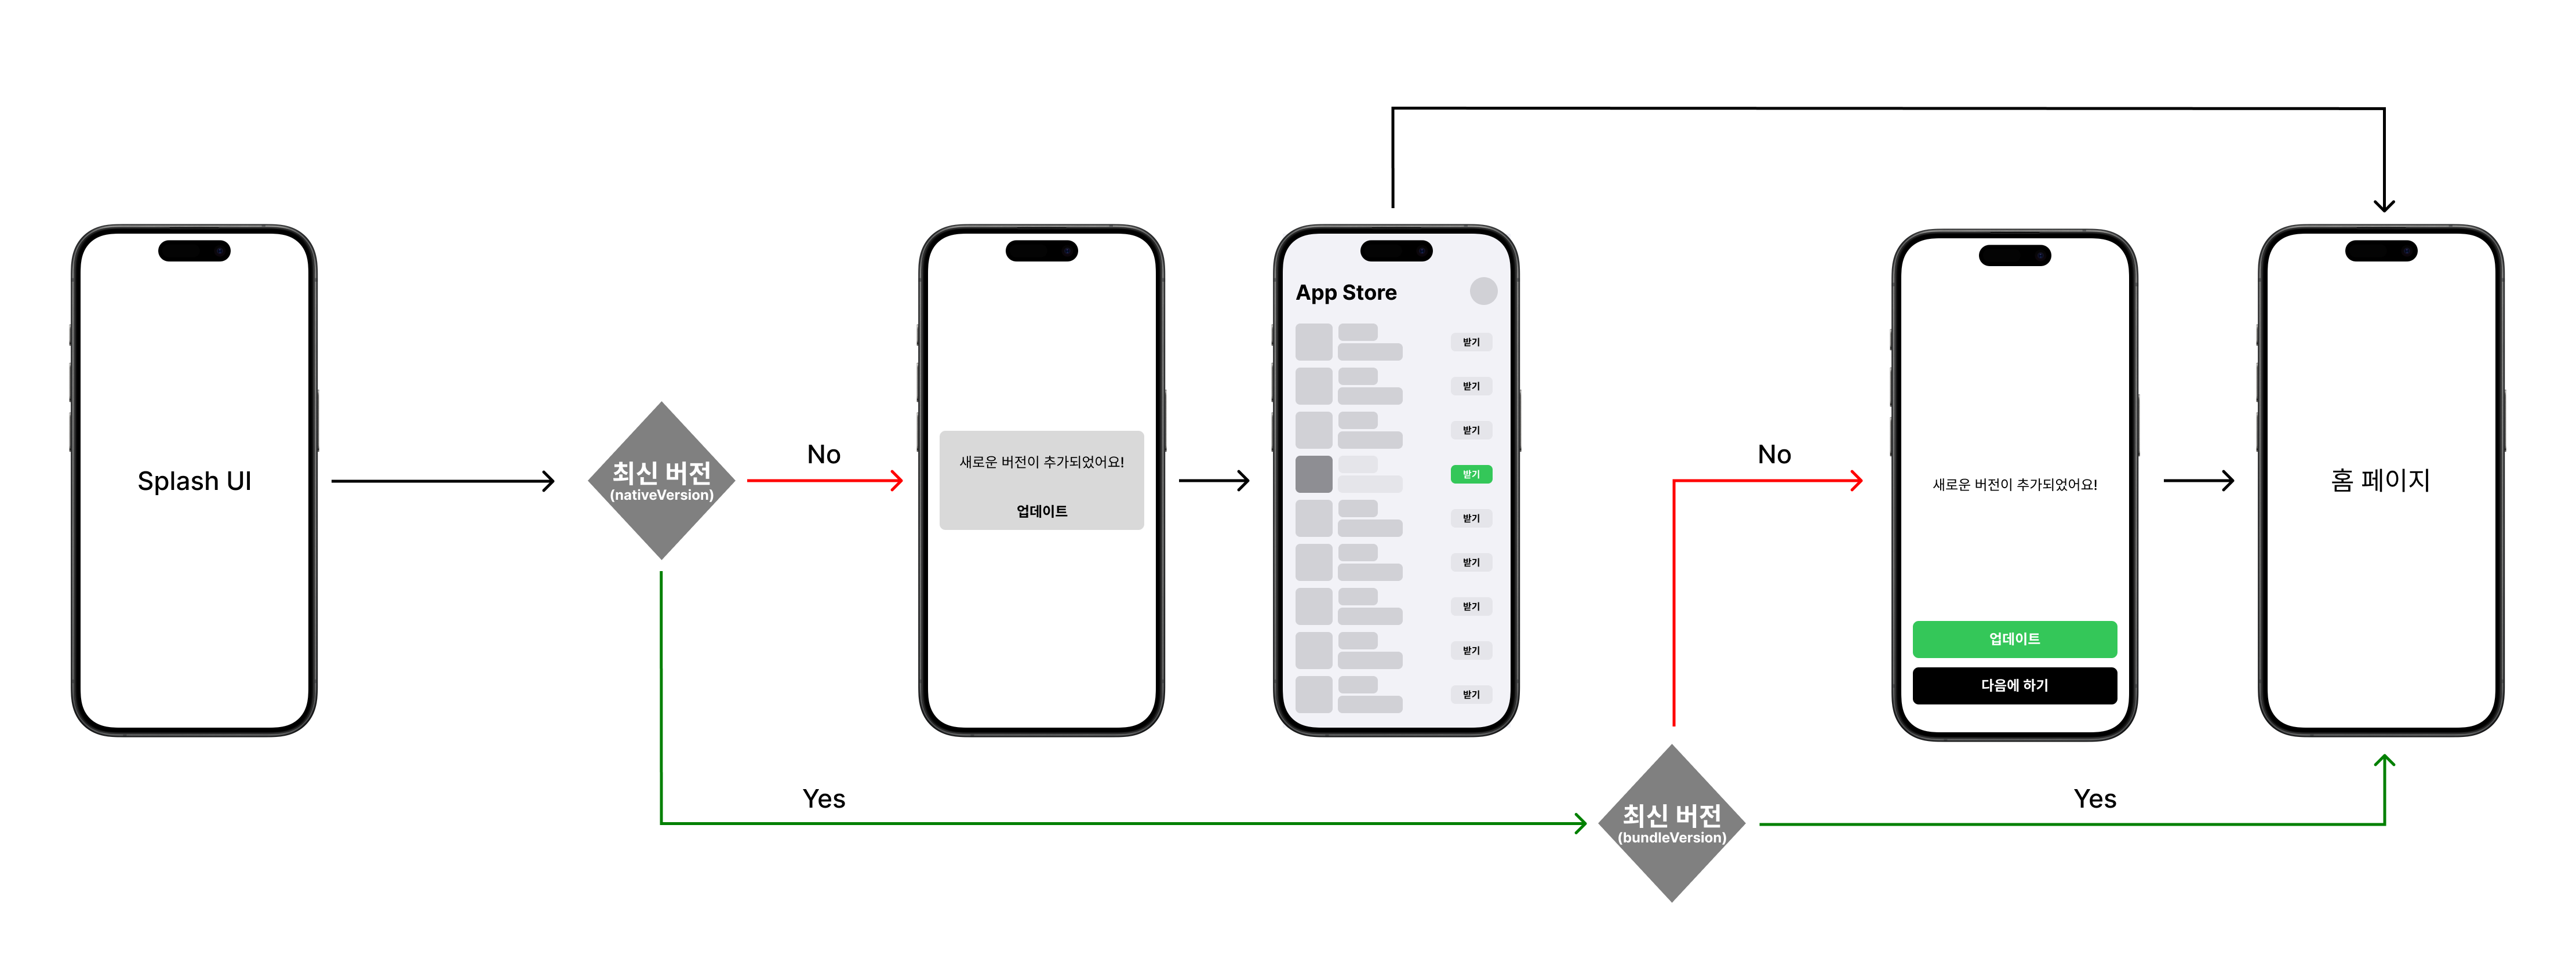 Splash UI
최신 버전
(nativeVersion)
No
Yes
새로운 버전이 추가되었어요!
업데이트
App Store
받기
받기
받기
받기
받기
받기
받기
받기
받기
최신 버전
(bundleVersion)
No
Yes
새로운 버전이 추가되었어요!
업데이트
다음에 하기
홈 페이지